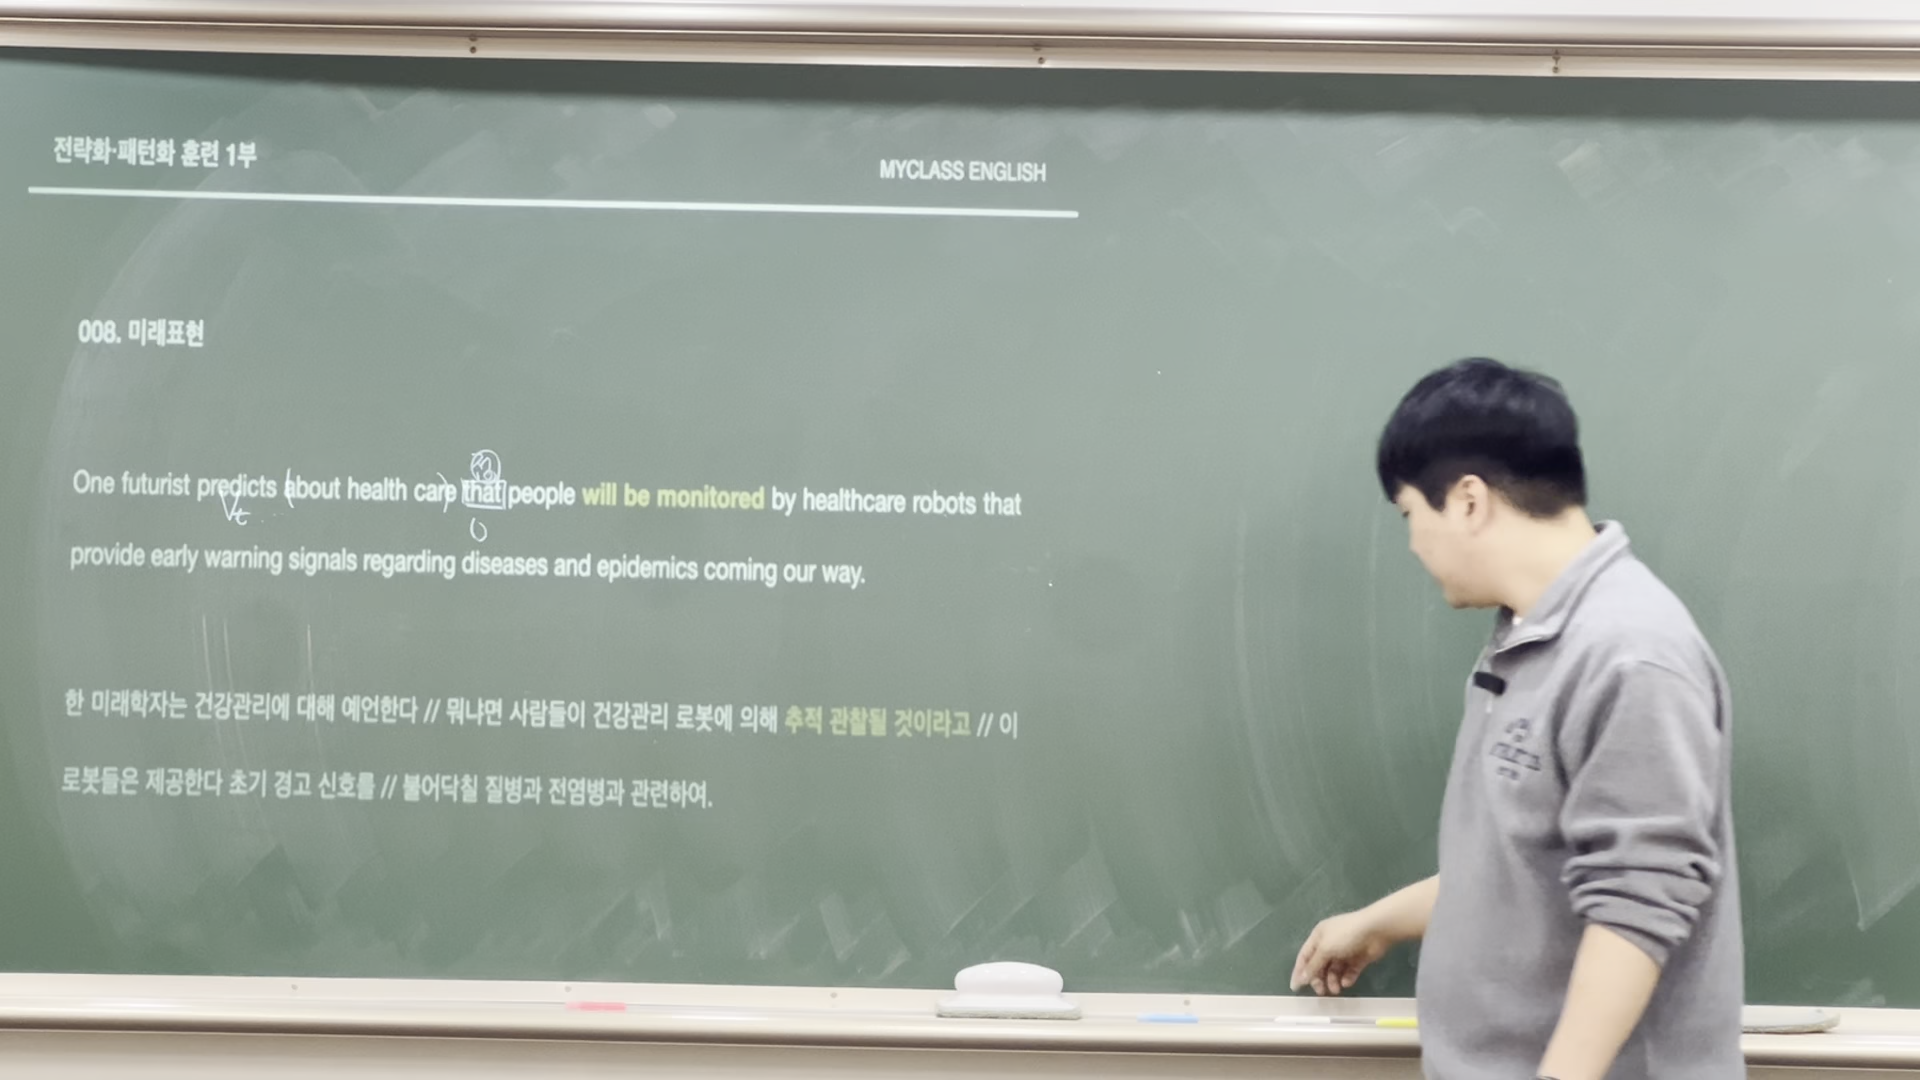 전략화·패턴화 훈련 1부
MYCLASS ENGLISH
008. 미래표현
One futurist predicts (about health care) that people will be monitored by healthcare robots that
Vt
O
provide early warning signals regarding diseases and epidemics coming our way.
한 미래학자는 건강관리에 대해 예언한다 // 뭐냐면 사람들이 건강관리 로봇에 의해 추적 관찰될 것이라고 // 이
로봇들은 제공한다 초기 경고 신호를 // 불어닥칠 질병과 전염병과 관련하여.